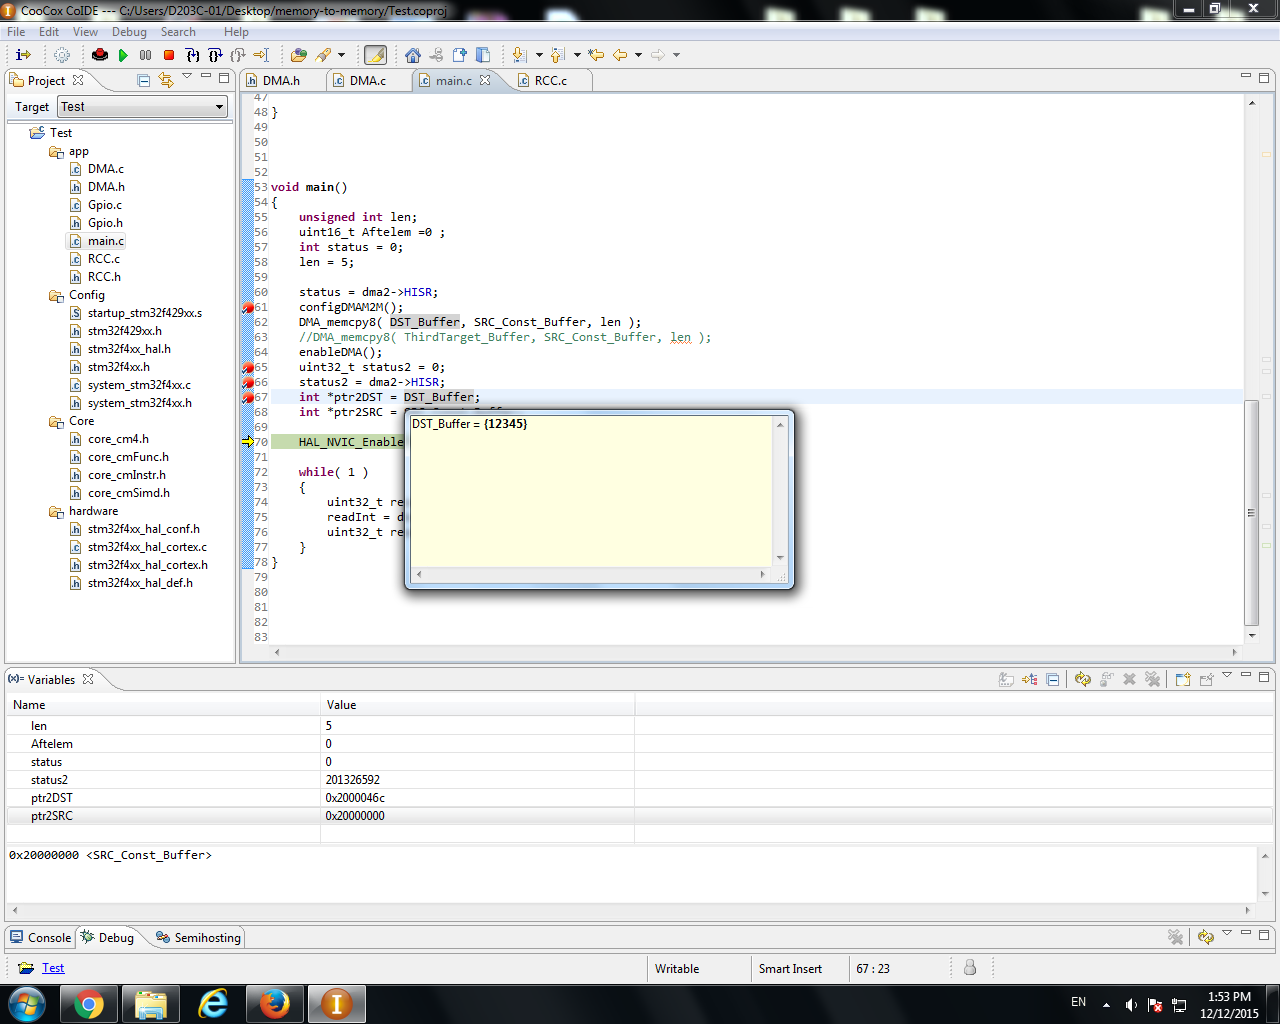 CooCox CoIDE --- C:/Users/D203C-01/Desktop/memory-to-memory/Test.coproj
File Edit View Debug Search Help
Project
DMA.h DMA.c main.c RCC.c
Target Test
Test
app
DMA.c
DMA.h
Gpio.c
Gpio.h
main.c
RCC.c
RCC.h
Config
startup_stm32f429xx.s
stm32f429xx.h
stm32f4xx_hal.h
stm32f4xx.h
system_stm32f4xx.c
system_stm32f4xx.h
Core
core_cm4.h
core_cmFunc.h
core_cmInstr.h
core_cmSimd.h
hardware
stm32f4xx_hal_conf.h
stm32f4xx_hal_cortex.c
stm32f4xx_hal_cortex.h
stm32f4xx_hal_def.h
47
48 }
49
50
51
52
53 void main()
54 {
55 unsigned int len;
56 uint16_t Aftelem =0 ;
57 int status = 0;
58 len = 5;
59
60 status = dma2->HISR;
61 configDMAM2M();
62 DMA_memcpy8( DST_Buffer, SRC_Const_Buffer, len );
63 //DMA_memcpy8( ThirdTarget_Buffer, SRC_Const_Buffer, len );
64 enableDMA();
65 uint32_t status2 = 0;
66 status2 = dma2->HISR;
67 int *ptr2DST = DST_Buffer;
68 int *ptr2SRC =
69
70 HAL_NVIC_Enable
71
72 while( 1 )
73 {
74 uint32_t re
75 readInt = d
76 uint32_t re
77 }
78 }
79
80
81
82
83
DST_Buffer = {12345}
Variables
Name Value
len 5
Aftelem 0
status 0
status2 201326592
ptr2DST 0x2000046c
ptr2SRC 0x20000000
0x20000000 <SRC_Const_Buffer>
Console Debug Semihosting
Test Writable Smart Insert 67 : 23
EN 1:53 PM
12/12/2015